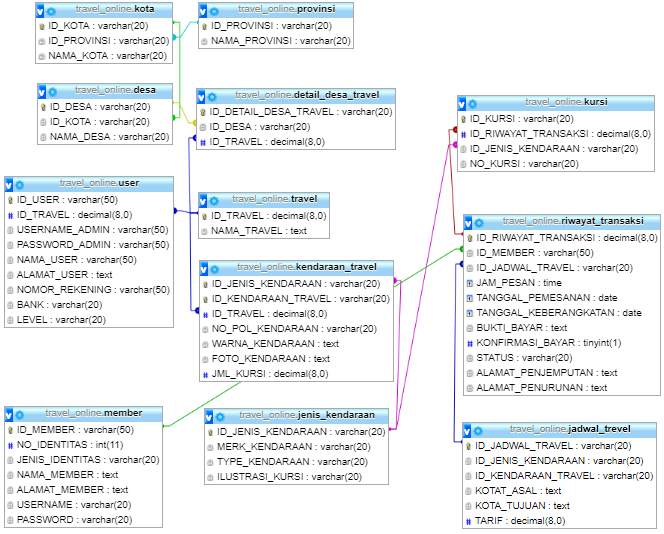 travel_online.kota
ID_KOTA : varchar(20)
ID_PROVINSI : varchar(20)
NAMA_KOTA : varchar(20)
travel_online.provinsi
ID_PROVINSI : varchar(20)
NAMA_PROVINSI : varchar(20)
travel_online.desa
ID_DESA : varchar(20)
ID_KOTA : varchar(20)
NAMA_DESA : varchar(20)
travel_online.detail_desa_travel
ID_DETAIL_DESA_TRAVEL : varchar(20)
ID_DESA : varchar(20)
ID_TRAVEL : decimal(8,0)
travel_online.kursi
ID_KURSI : varchar(20)
ID_RIWAYAT_TRANSAKSI : decimal(8,0)
ID_JENIS_KENDARAAN : varchar(20)
NO_KURSI : varchar(20)
travel_online.user
ID_USER : varchar(50)
ID_TRAVEL : decimal(8,0)
USERNAME_ADMIN : varchar(50)
PASSWORD_ADMIN : varchar(50)
NAMA_USER : varchar(50)
ALAMAT_USER : text
NOMOR_REKENING : varchar(50)
BANK : varchar(20)
LEVEL : varchar(20)
travel_online.travel
ID_TRAVEL : decimal(8,0)
NAMA_TRAVEL : text
travel_online.kendaraan_travel
ID_JENIS_KENDARAAN : varchar(20)
ID_KENDARAAN_TRAVEL : varchar(20)
ID_TRAVEL : decimal(8,0)
NO_POL_KENDARAAN : varchar(20)
WARNA_KENDARAAN : text
FOTO_KENDARAAN : text
JML_KURSI : decimal(8,0)
travel_online.riwayat_transaksi
ID_RIWAYAT_TRANSAKSI : decimal(8,0)
ID_MEMBER : varchar(50)
ID_JADWAL_TRAVEL : varchar(20)
JAM_PESAN : time
TANGGAL_PEMESANAN : date
TANGGAL_KEBERANGKATAN : date
BUKTI_BAYAR : text
KONFIRMASI_BAYAR : tinyint(1)
STATUS : varchar(20)
ALAMAT_PENJEMPUTAN : text
ALAMAT_PENURUNAN : text
travel_online.member
ID_MEMBER : varchar(50)
NO_IDENTITAS : int(11)
JENIS_IDENTITAS : varchar(20)
NAMA_MEMBER : text
ALAMAT_MEMBER : text
USERNAME : varchar(20)
PASSWORD : varchar(20)
travel_online.jenis_kendaraan
ID_JENIS_KENDARAAN : varchar(20)
MERK_KENDARAAN : varchar(20)
TYPE_KENDARAAN : varchar(20)
ILUSTRASI_KURSI : varchar(20)
travel_online.jadwal_trevel
ID_JADWAL_TRAVEL : varchar(20)
ID_JENIS_KENDARAAN : varchar(20)
ID_KENDARAAN_TRAVEL : varchar(20)
KOTAT_ASAL : text
KOTA_TUJUAN : text
TARIF : decimal(8,0)